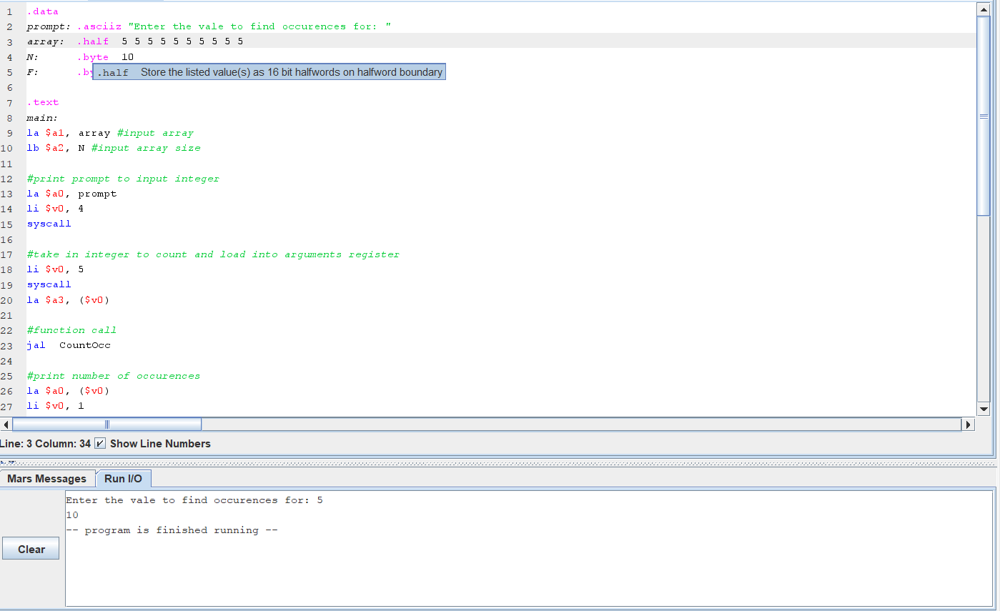 1 .data
2 prompt: .asciiz "Enter the vale to find occurences for: "
3 array: .half 5 5 5 5 5 5 5 5 5 5
4 N: .byte 10
5 F: .by
.half Store the listed value(s) as 16 bit halfwords on halfword boundary
6
7 .text
8 main:
9 la $a1, array #input array
10 lb $a2, N #input array size
11
12 #print prompt to input integer
13 la $a0, prompt
14 li $v0, 4
15 syscall
16
17 #take in integer to count and load into arguments register
18 li $v0, 5
19 syscall
20 la $a3, ($v0)
21
22 #function call
23 jal CountOcc
24
25 #print number of occurences
26 la $a0, ($v0)
27 li $v0, 1
Line: 3 Column: 34 Show Line Numbers
Mars Messages Run I/O
Enter the vale to find occurences for: 5
10
-- program is finished running --
Clear